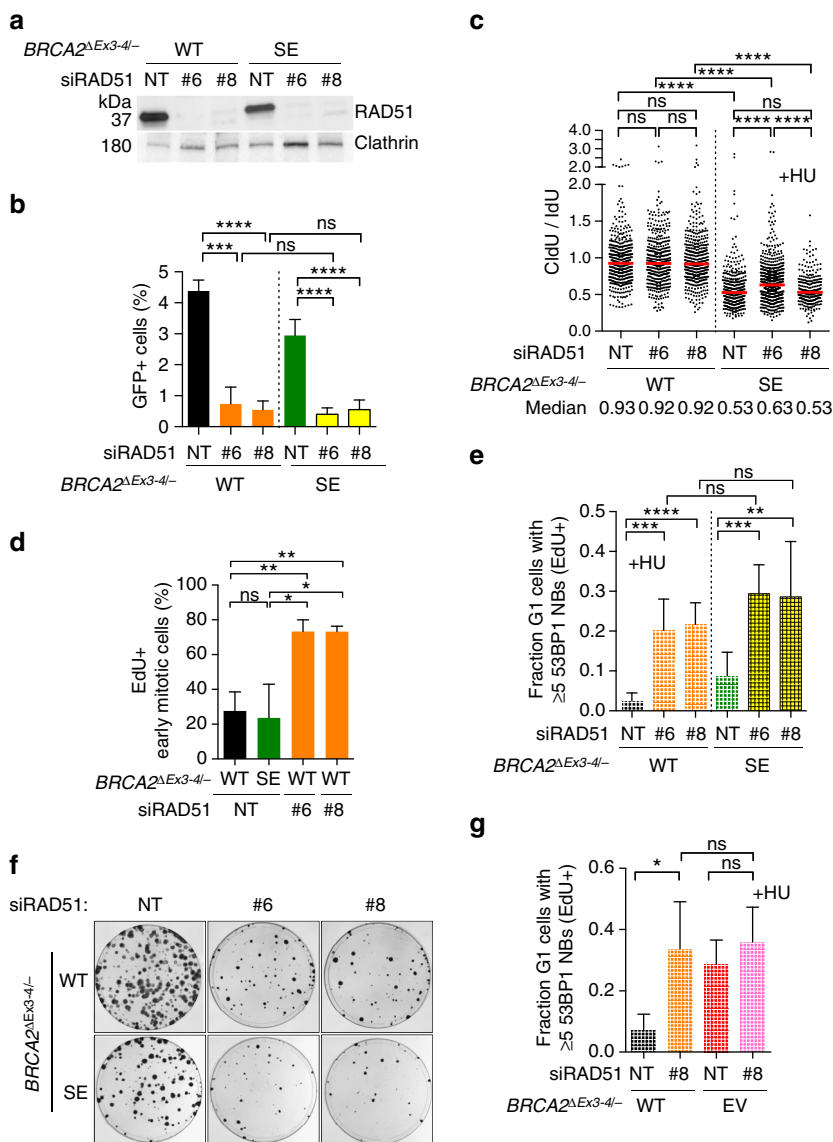 a
BRCA2ΔEx3-4/– WT SE
siRAD51 NT #6 #8 NT #6 #8
kDa
37 RAD51
180 Clathrin
b
**** ns
*** ns ****
****
GFP+ cells (%)
5
4
3
2
1
0
siRAD51 NT #6 #8 NT #6 #8
BRCA2ΔEx3-4/– WT SE
c
****
****
****
ns ns
ns ns **** ****
+HU
CldU / IdU
4.0
3.0
2.0
2.0
1.5
1.0
0.5
0.0
siRAD51 NT #6 #8 NT #6 #8
BRCA2ΔEx3-4/– WT SE
Median 0.93 0.92 0.92 0.53 0.63 0.53
d
**
**
*
ns *
EdU+
early mitotic cells (%)
100
80
60
40
20
0
BRCA2ΔEx3-4/– WT SE WT WT
siRAD51 NT #6 #8
e
ns
ns
**** **
*** ***
+HU
Fraction G1 cells with
≥5 53BP1 NBs (EdU+)
0.5
0.4
0.3
0.2
0.1
0.0
siRAD51 NT #6 #8 NT #6 #8
BRCA2ΔEx3-4/– WT SE
f
siRAD51: NT #6 #8
BRCA2ΔEx3-4/–
WT
SE
g
ns
* ns
+HU
Fraction G1 cells with
≥5 53BP1 NBs (EdU+)
0.6
0.4
0.2
0.0
siRAD51 NT #8 NT #8
BRCA2ΔEx3-4/– WT EV